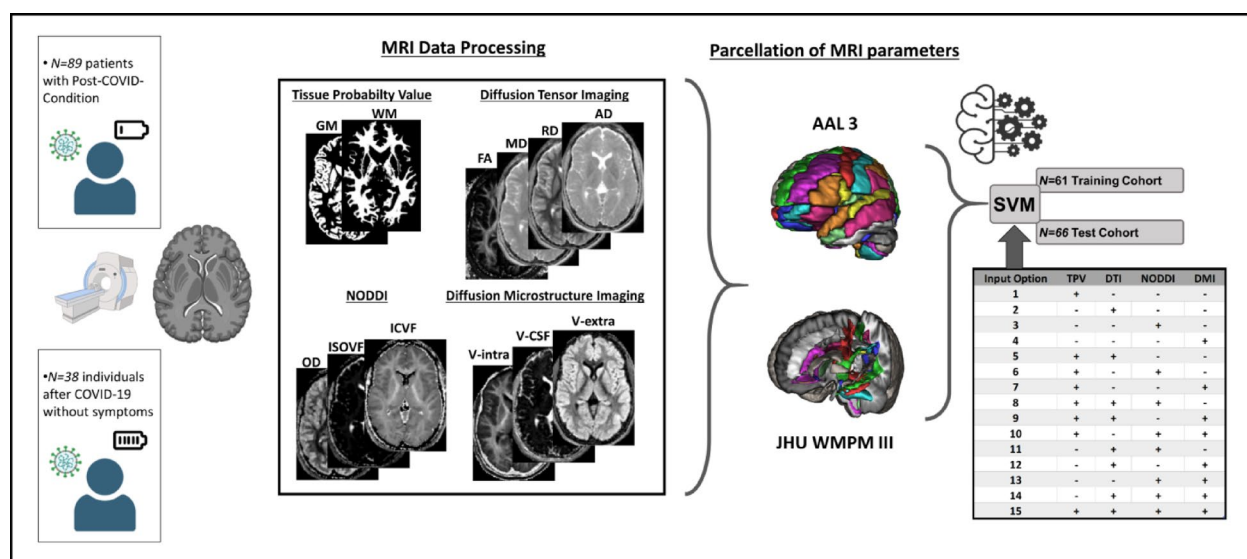 • N=89 patients
with Post-COVID-
Condition
•N=38 individuals
after COVID-19
without symptoms
MRI Data Processing
Tissue Probabilty Value
GM
WM
Diffusion Tensor Imaging
FA
MD
RD
AD
NODDI
OD
ISOVF
ICVF
Diffusion Microstructure Imaging
V-intra
V-CSF
V-extra
Parcellation of MRI parameters
AAL 3
JHU WMPM III
N=61 Training Cohort
SVM
N=66 Test Cohort
Input Option TPV DTI NODDI DMI
1 + - - -
2 - + - -
3 - - + -
4 - - - +
5 + + - -
6 + - + -
7 + - - +
8 + + + -
9 + + - +
10 + - + +
11 - + + -
12 - + - +
13 - - + +
14 - + + +
15 + + + +